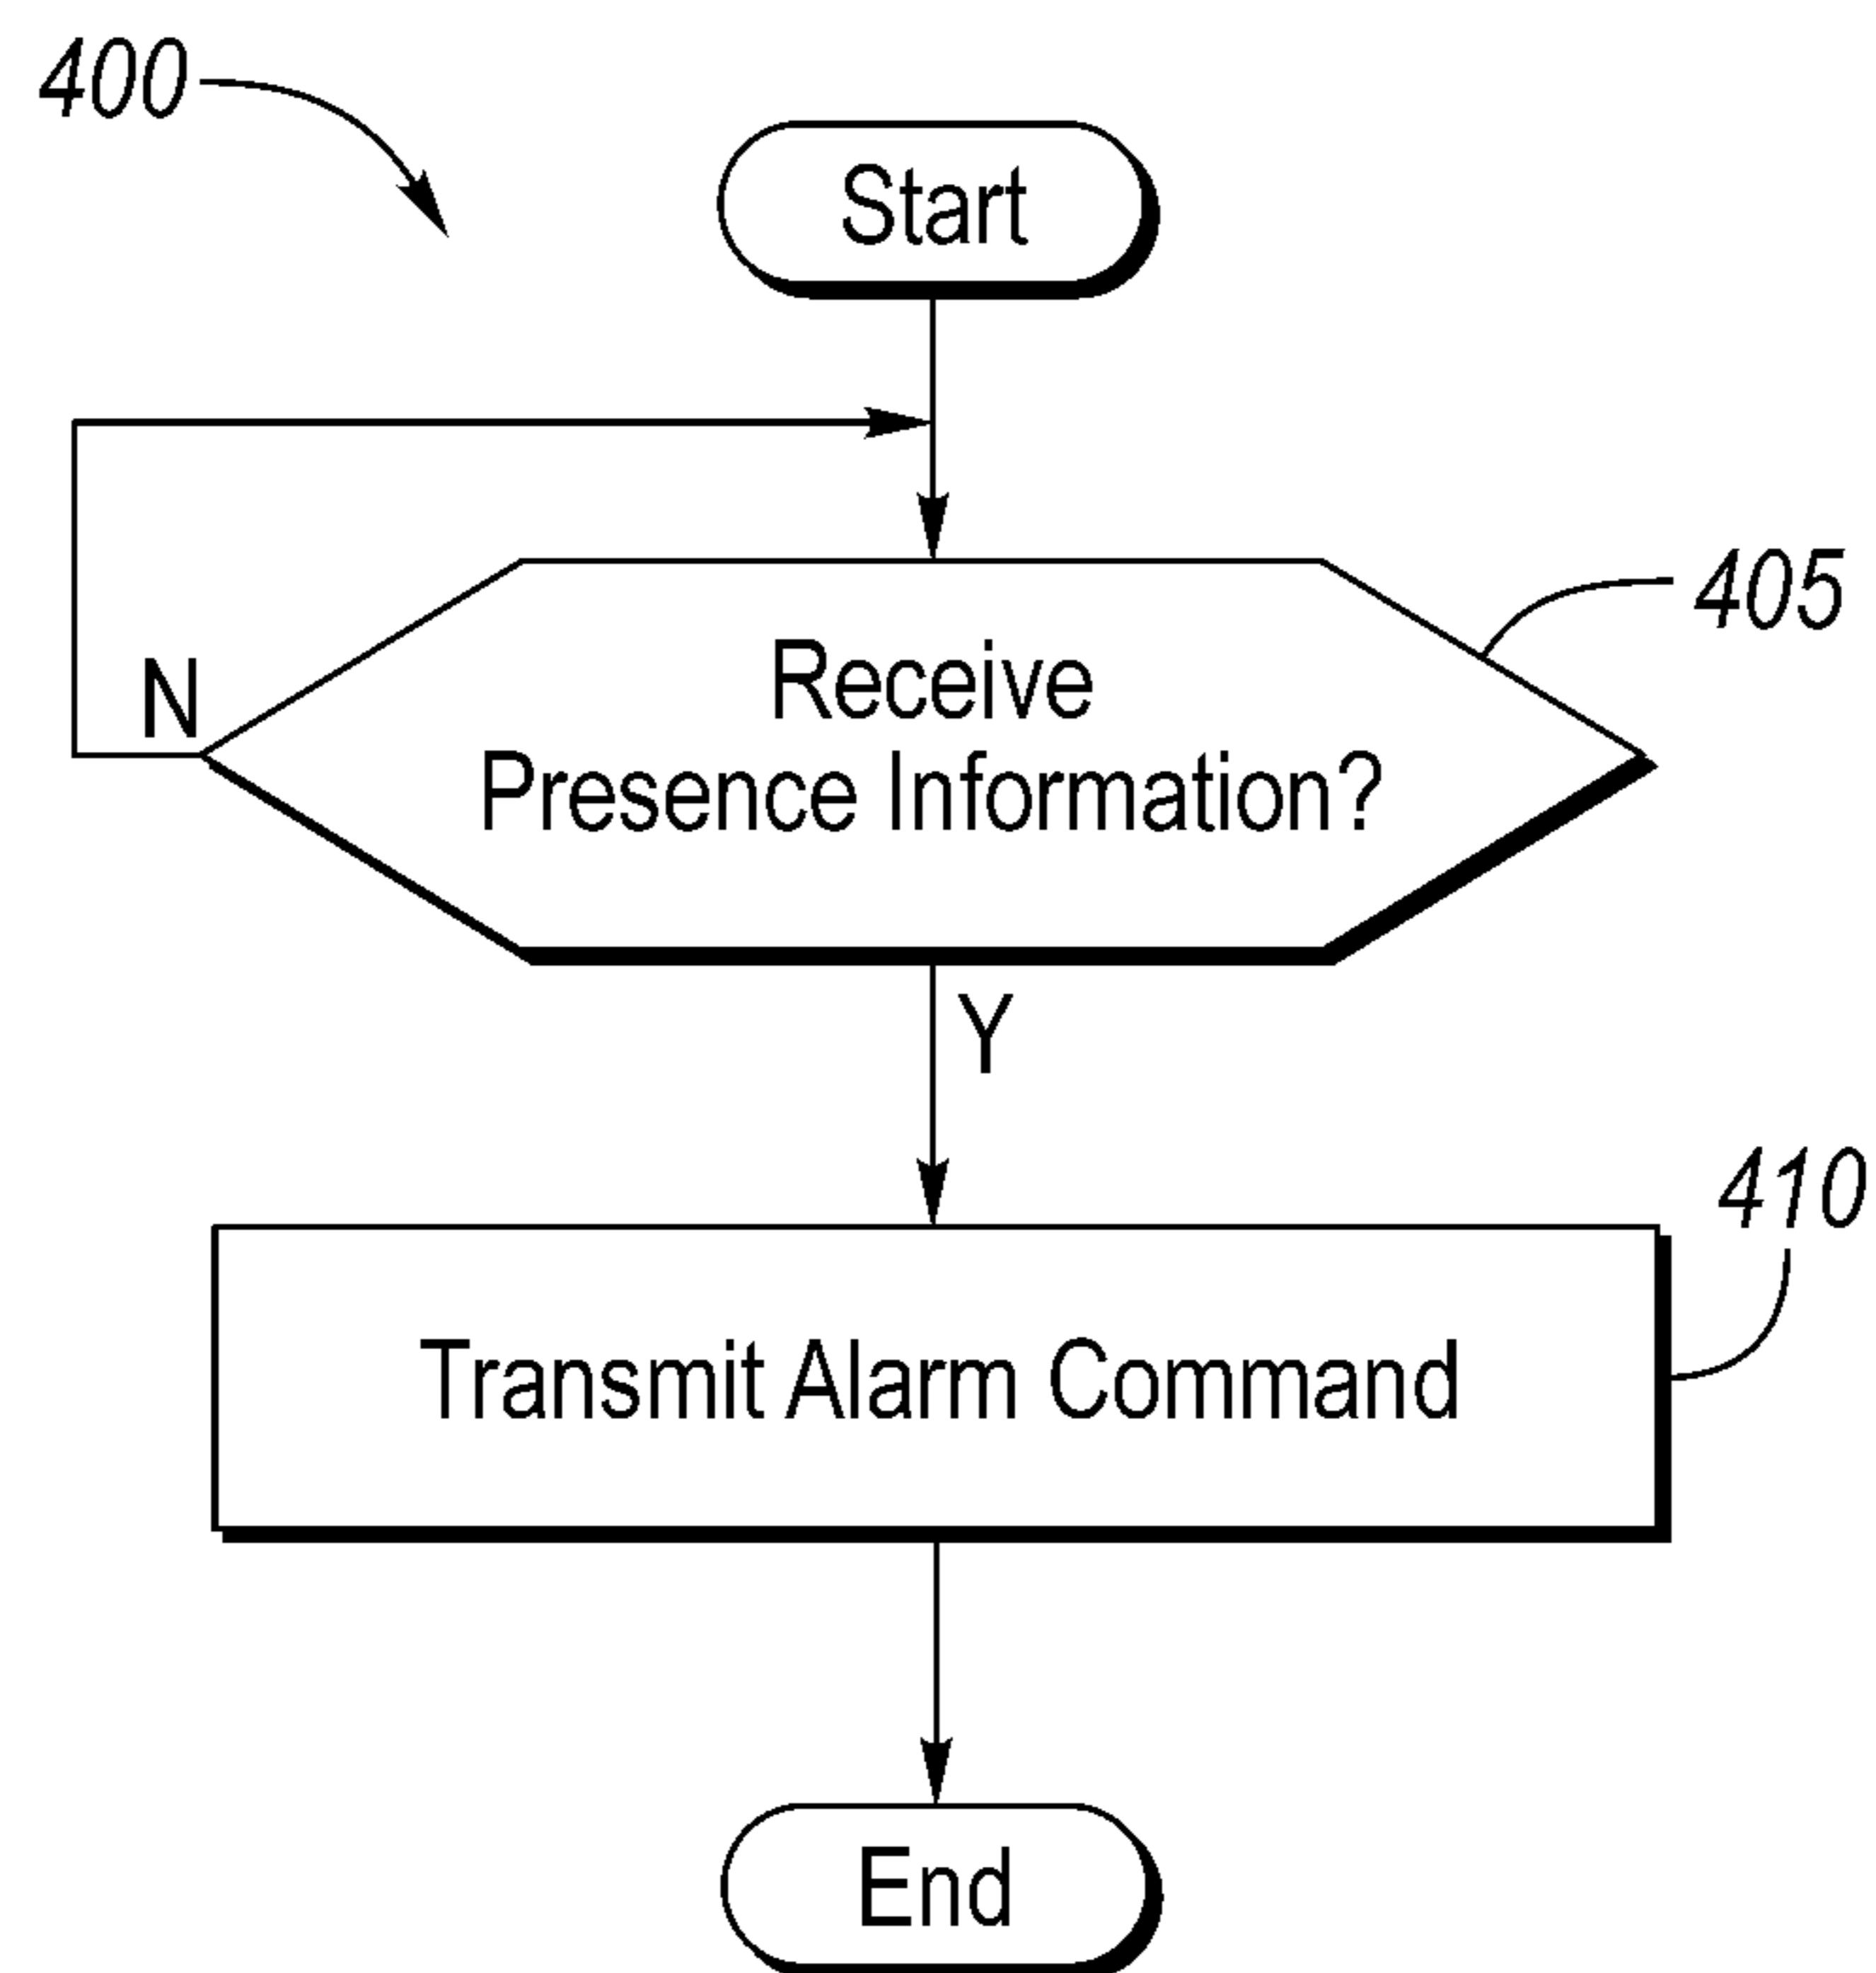 400
Start
405
Receive
N
Presence Information?
Y
410
Transmit Alarm Command
End